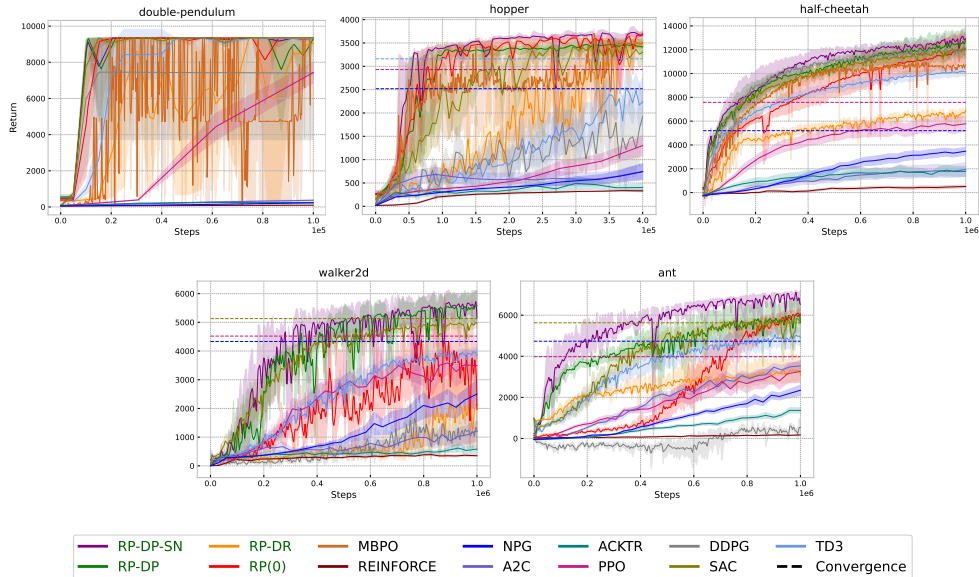 double-pendulum
hopper
half-cheetah
Return
10000
8000
6000
4000
2000
0
0.0 0.2 0.4 0.6 0.8 1.0
1e5
Steps
4000
3500
3000
2500
2000
1500
1000
500
0
0.0 0.5 1.0 1.5 2.0 2.5 3.0 3.5 4.0
1e5
Steps
14000
12000
10000
8000
6000
4000
2000
0
0.0 0.2 0.4 0.6 0.8 1.0
1e6
Steps
walker2d
ant
6000
5000
4000
3000
2000
1000
0
0.0 0.2 0.4 0.6 0.8 1.0
1e6
Steps
6000
4000
2000
0
0.0 0.2 0.4 0.6 0.8 1.0
1e6
Steps
RP-DP-SN RP-DR MBPO NPG ACKTR DDPG TD3
RP-DP RP(0) REINFORCE A2C PPO SAC Convergence